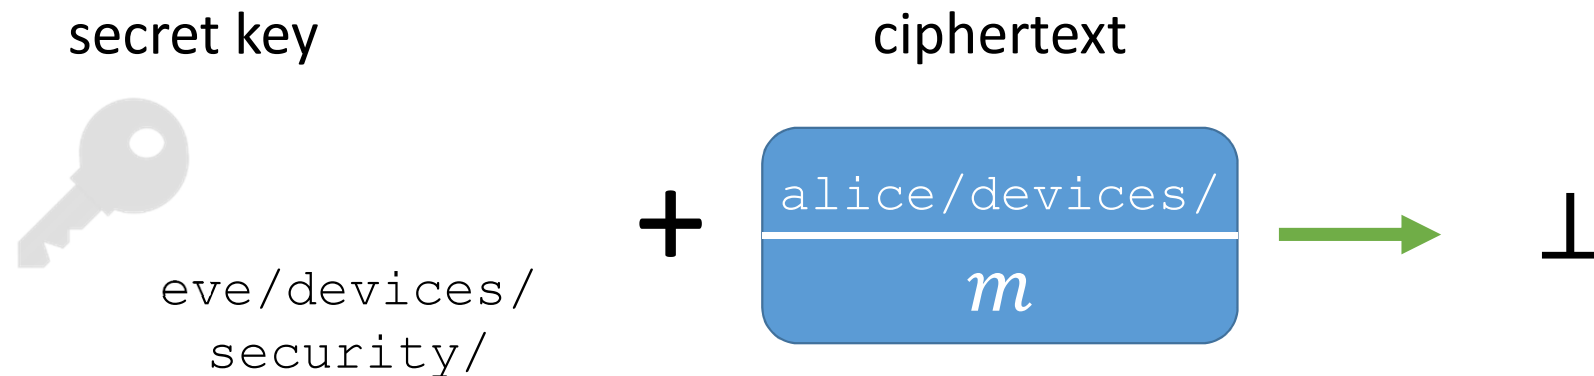 secret key
ciphertext
eve/devices/
security/
+
alice/devices/
m
⊥